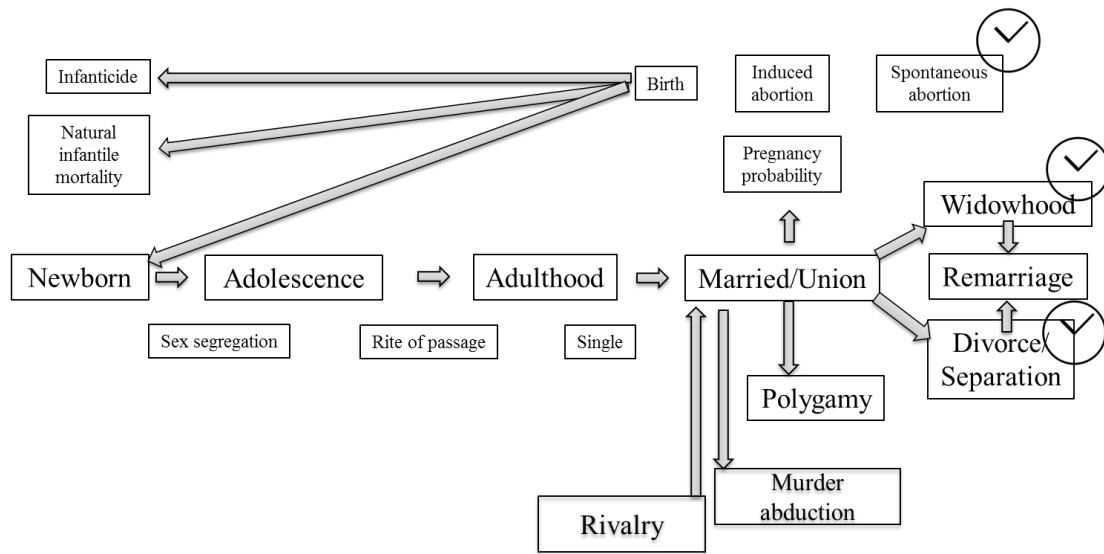 Infanticide
Birth
Induced
abortion
Spontaneous
abortion
Natural
infantile
mortality
Pregnancy
probability
Widowhood
Newborn
Adolescence
Adulthood
Married/Union
Remarriage
Sex segregation
Rite of passage
Single
Divorce/
Separation
Polygamy
Murder
abduction
Rivalry